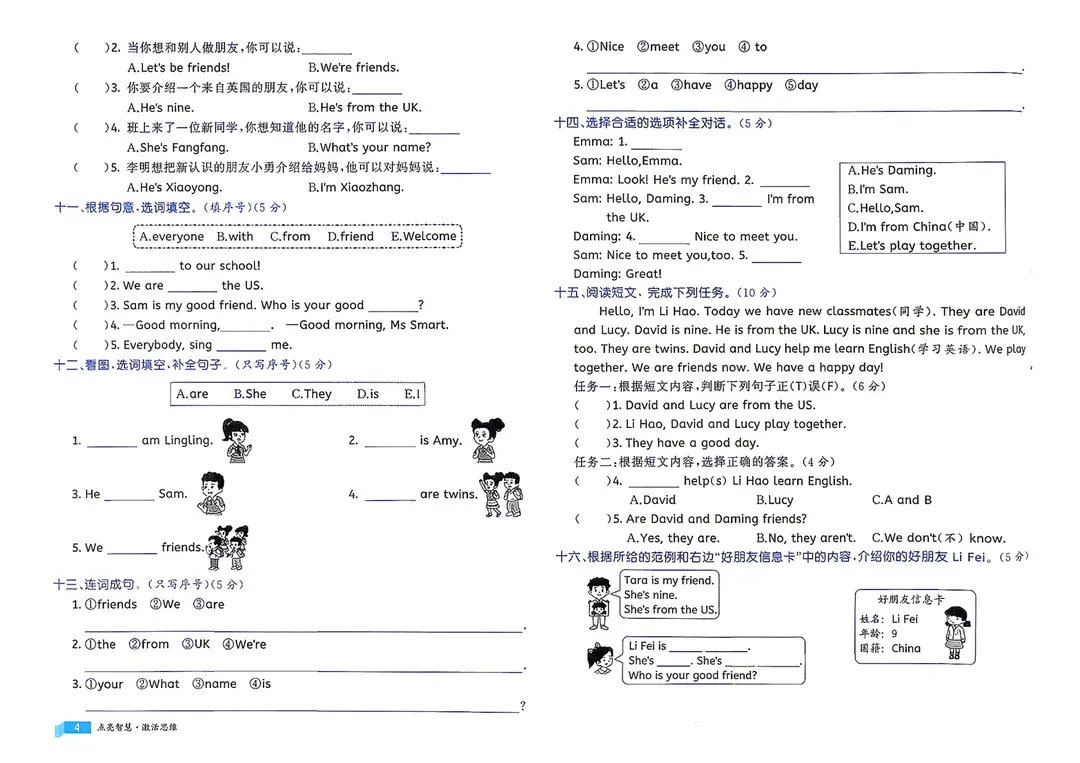 (    )2. 当你想和别人做朋友,你可以说:________
A.Let's be friends!    B.We're friends.
(    )3. 你要介绍一个来自英国的朋友,你可以说:________
A.He's nine.    B.He's from the UK.
(    )4. 班上来了一位新同学,你想知道他的名字,你可以说:________
A.She's Fangfang.    B.What's your name?
(    )5. 李明想把新认识的朋友小勇介绍给妈妈,他可以对妈妈说:________
A.He's Xiaoyong.    B.I'm Xiaozhang.
十一、根据句意,选词填空。(填序号)(5分)
A.everyone  B.with  C.from  D.friend  E.Welcome
(    )1. ________ to our school!
(    )2. We are ________ the US.
(    )3. Sam is my good friend. Who is your good ________?
(    )4. —Good morning,________.  —Good morning, Ms Smart.
(    )5. Everybody, sing ________ me.
十二、看图,选词填空,补全句子。(只写序号)(5分)
A.are  B.She  C.They  D.is  E.I
1. ________ am Lingling.
2. ________ is Amy.
3. He ________ Sam.
4. ________ are twins.
5. We ________ friends.
十三、连词成句。(只写序号)(5分)
1. ①friends  ②We  ③are
________.
2. ①the  ②from  ③UK  ④We're
________.
3. ①your  ②What  ③name  ④is
________?
4 点亮智慧·激活思维
4. ①Nice  ②meet  ③you  ④to
________.
5. ①Let's  ②a  ③have  ④happy  ⑤day
________.
十四、选择合适的选项补全对话。(5分)
Emma: 1. ________
Sam: Hello,Emma.
Emma: Look! He's my friend. 2. ________
Sam: Hello, Daming. 3. ________ I'm from
the UK.
Daming: 4. ________ Nice to meet you.
Sam: Nice to meet you,too. 5. ________
Daming: Great!
A.He's Daming.
B.I'm Sam.
C.Hello,Sam.
D.I'm from China(中国).
E.Let's play together.
十五、阅读短文,完成下列任务。(10分)
Hello, I'm Li Hao. Today we have new classmates(同学). They are David
and Lucy. David is nine. He is from the UK. Lucy is nine and she is from the UK,
too. They are twins. David and Lucy help me learn English(学习英语). We play
together. We are friends now. We have a happy day!
任务一:根据短文内容,判断下列句子正(T)误(F)。(6分)
(    )1. David and Lucy are from the US.
(    )2. Li Hao, David and Lucy play together.
(    )3. They have a good day.
任务二:根据短文内容,选择正确的答案。(4分)
(    )4. ________ help(s) Li Hao learn English.
A.David    B.Lucy    C.A and B
(    )5. Are David and Daming friends?
A.Yes, they are.    B.No, they aren't.  C.We don't(不) know.
十六、根据所给的范例和右边“好朋友信息卡”中的内容,介绍你的好朋友 Li Fei。(5分)
Tara is my friend.
She's nine.
She's from the US.
Li Fei is ______ ______.
She's ______. She's ______ ______.
Who is your good friend?
好朋友信息卡
姓名: Li Fei
年龄: 9
国籍: China